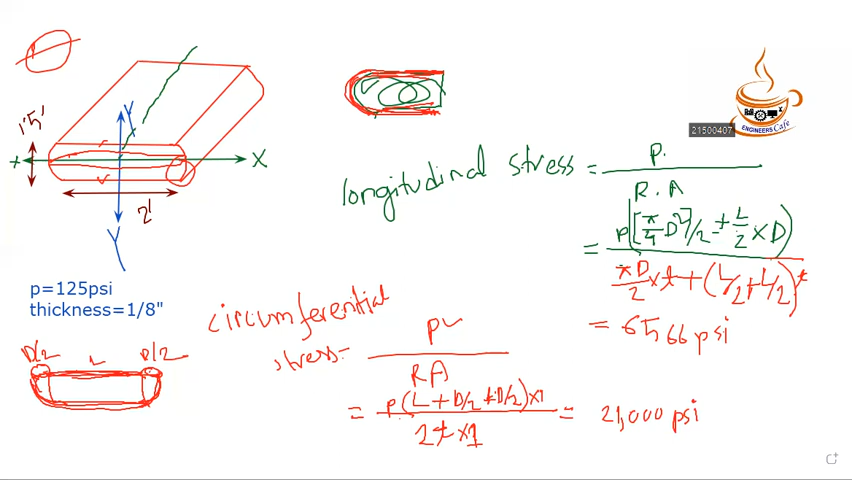 1'5'
2'
X
X
Y
Y
p=125psi
thickness=1/8"
D/2 L D/2
ENGINEERS Cafe
21500407
longitudinal stress = P.
R.A
= P([π/4 D²]/2 + L/2 × D)
πD/2 × t + (L/2 + L/2) t
= 6566 psi
circumferential
stress =
PL
RA
= P(L + D/2 + D/2) × 1
2t × 1
= 21,000 psi